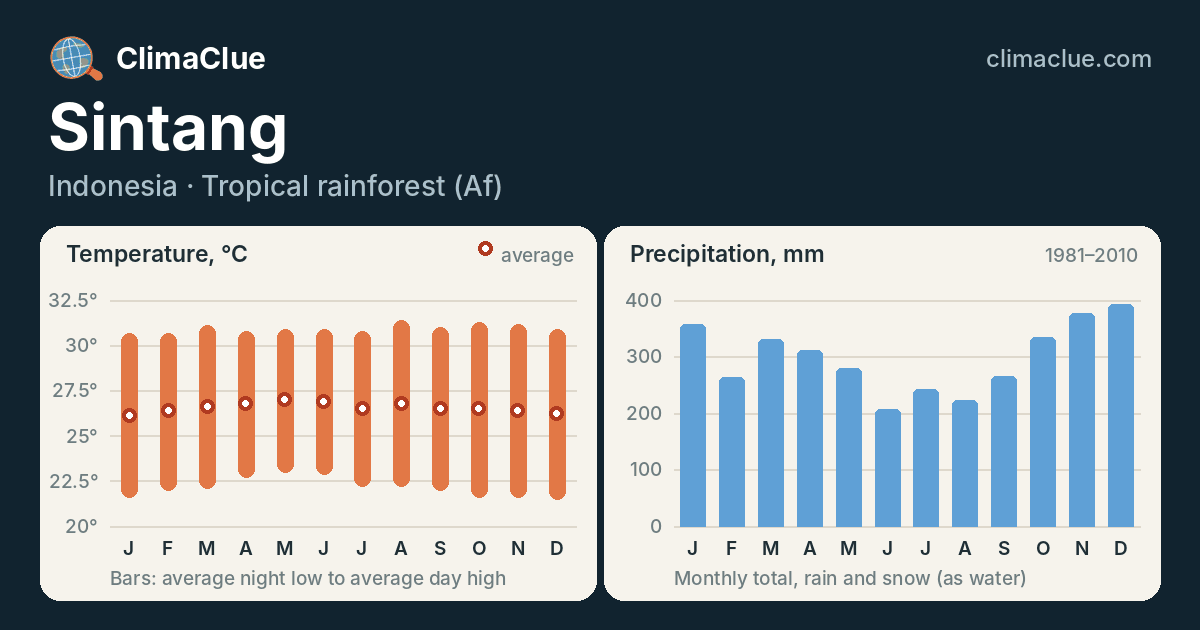 ClimaClue
climaclue.com
Sintang
Indonesia · Tropical rainforest (Af)
Temperature, °C
average
32.5°
30°
27.5°
25°
22.5°
20°
J F M A M J J A S O N D
Bars: average night low to average day high
Precipitation, mm
1981–2010
400
300
200
100
0
J F M A M J J A S O N D
Monthly total, rain and snow (as water)